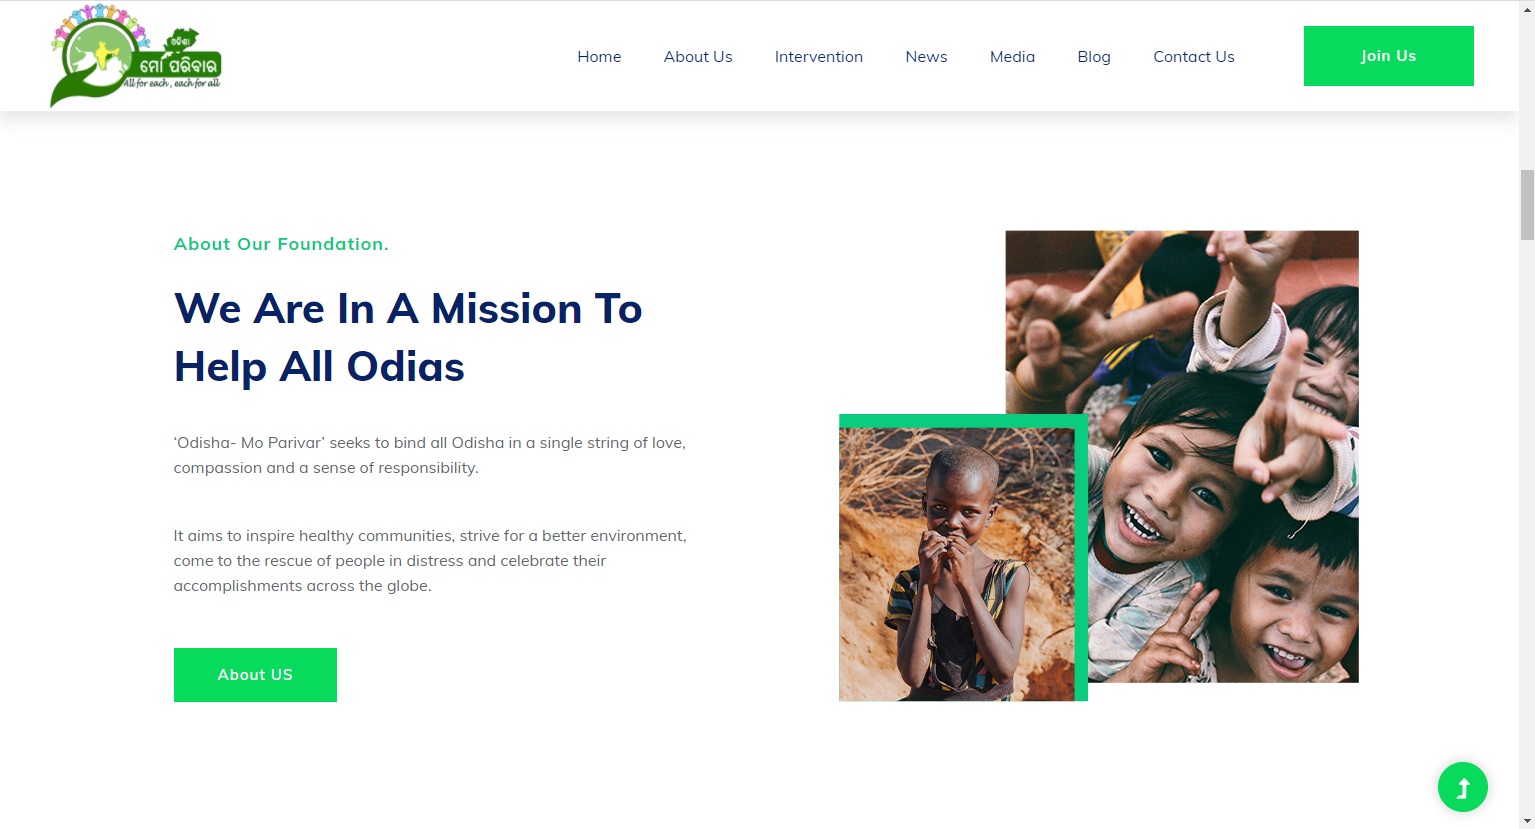 ଓଡିଶା
ମୋ ପରିବାର
All for each, each for all
Home
About Us
Intervention
News
Media
Blog
Contact Us
Join Us
About Our Foundation.
We Are In A Mission To
Help All Odias
‘Odisha- Mo Parivar’ seeks to bind all Odisha in a single string of love,
compassion and a sense of responsibility.
It aims to inspire healthy communities, strive for a better environment,
come to the rescue of people in distress and celebrate their
accomplishments across the globe.
About US